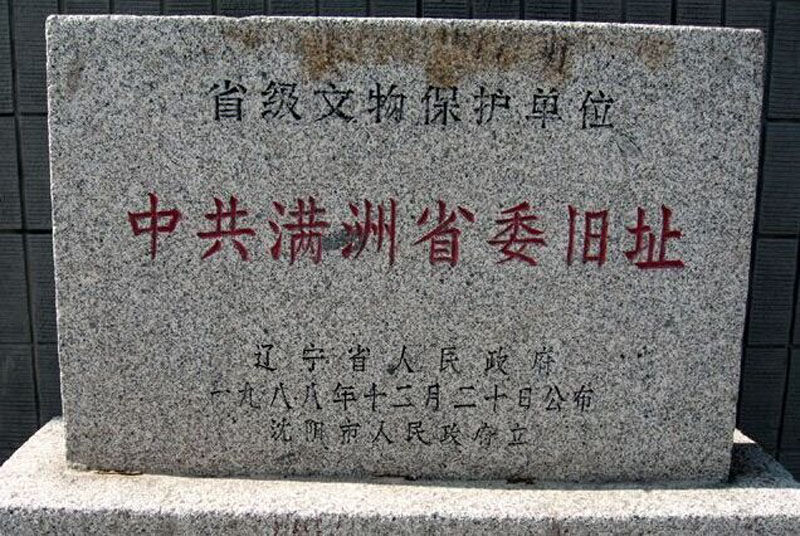 省级文物保护单位
中共满洲省委旧址
辽宁省人民政府
一九八八年十二月二十日公布
沈阳市人民政府立